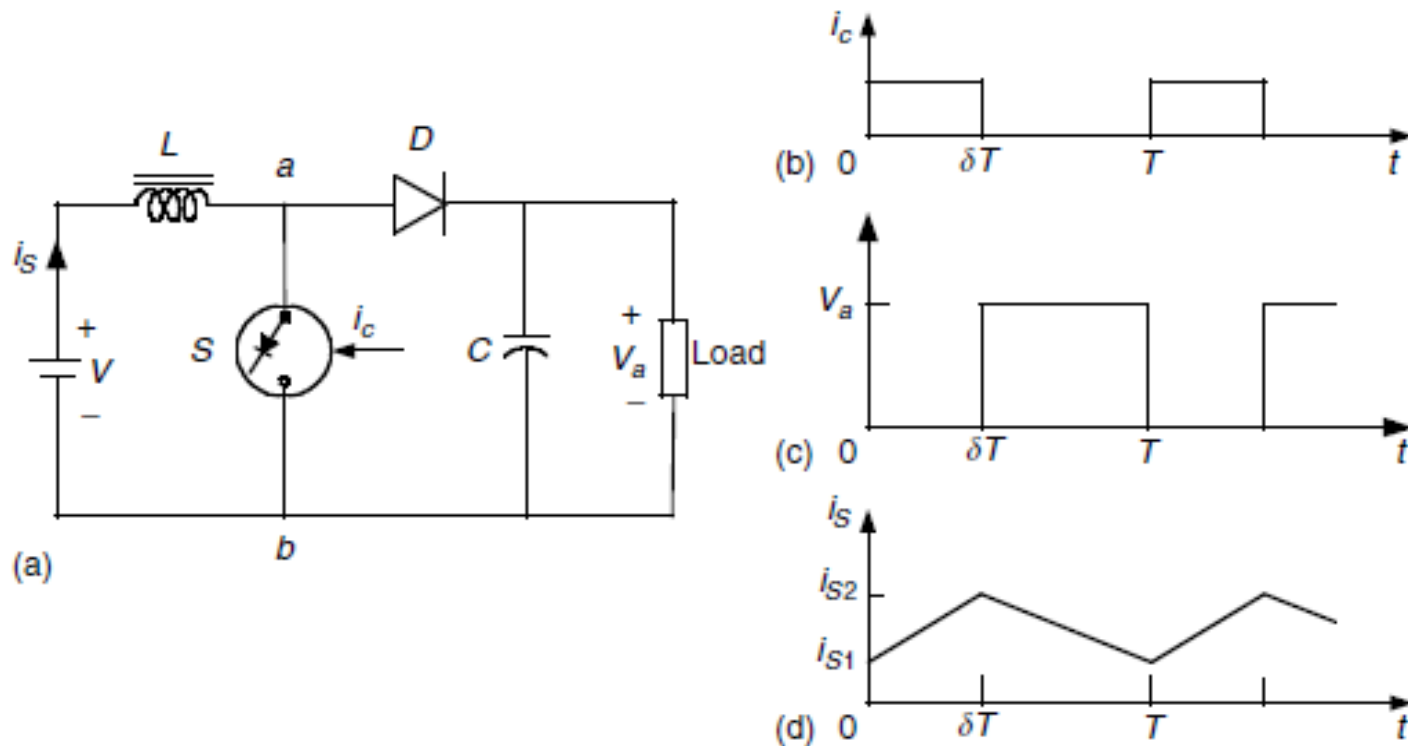 L
a
D
i_S
+
V
–
S
i_c
C
+
V_a
–
Load
b
(a)
i_c
(b) 0 δT T t
V_a
(c) 0 δT T t
i_S
i_S2
i_S1
(d) 0 δT T t